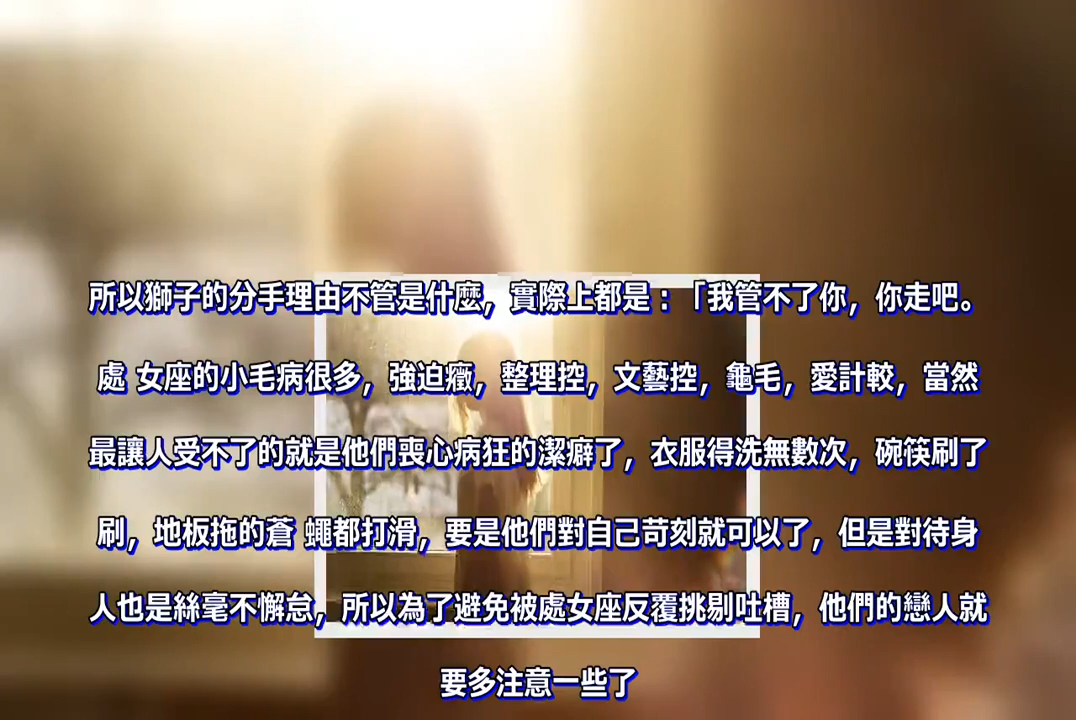 所以獅子的分手理由不管是什麼，實際上都是：「我管不了你，你走吧。
處 女座的小毛病很多，強迫癥，整理控，文藝控，龜毛，愛計較，當然
最讓人受不了的就是他們喪心病狂的潔癖了，衣服得洗無數次，碗筷刷了
刷，地板拖的蒼 蠅都打滑，要是他們對自己苛刻就可以了，但是對待身
人也是絲毫不懈怠，所以為了避免被處女座反覆挑剔吐槽，他們的戀人就
要多注意一些了